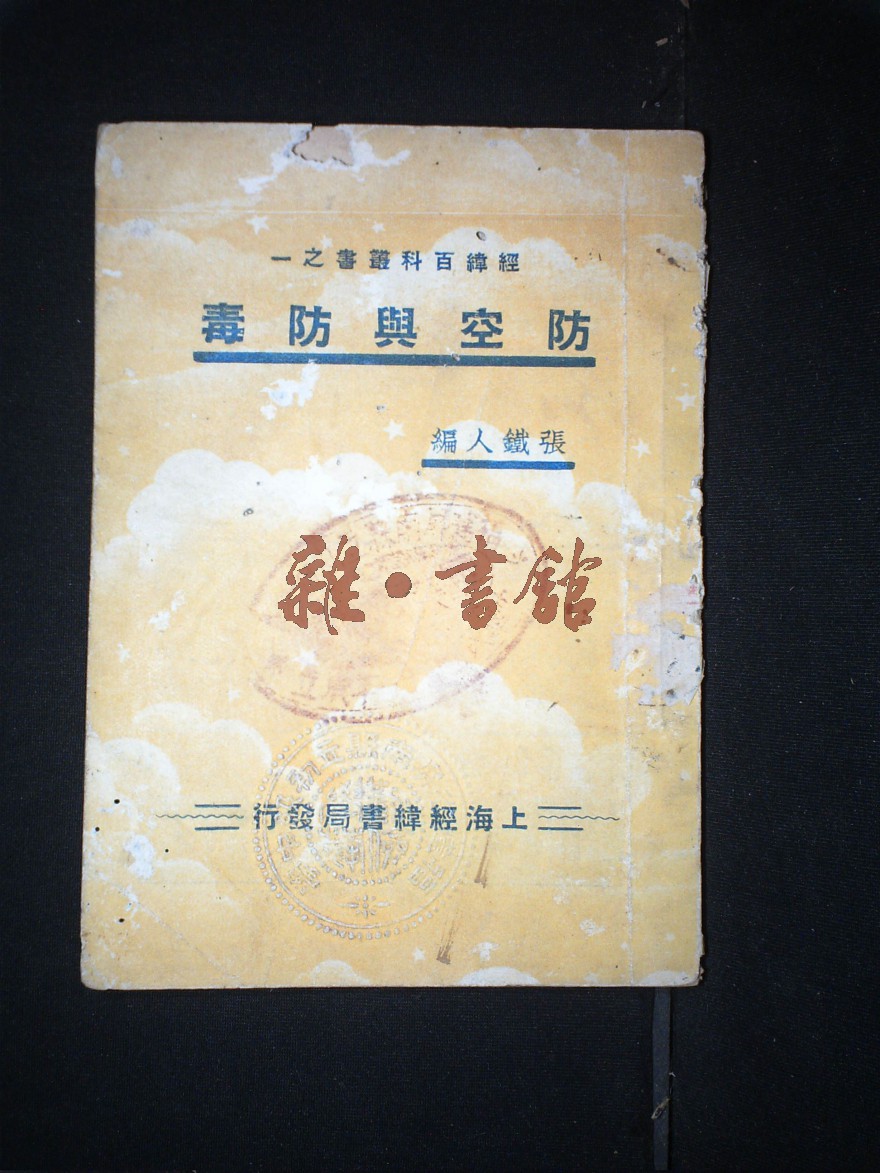 經緯百科叢書之一
防空與防毒
張鐵人編
雜·書館
上海經緯書局發行